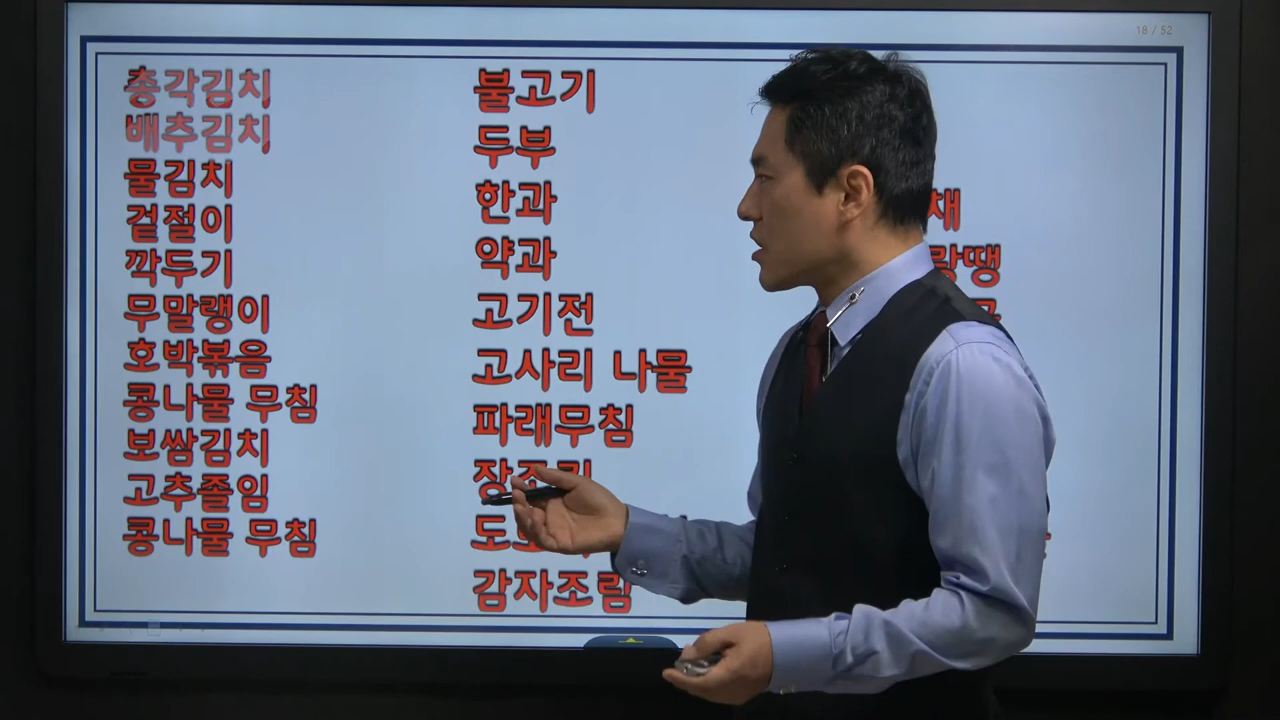 18 / 52
총각김치
배추김치
물김치
겉절이
깍두기
무말랭이
호박볶음
콩나물 무침
보쌈김치
고추졸임
콩나물 무침
불고기
두부
한과
약과
고기전
고사리 나물
파래무침
감자조림